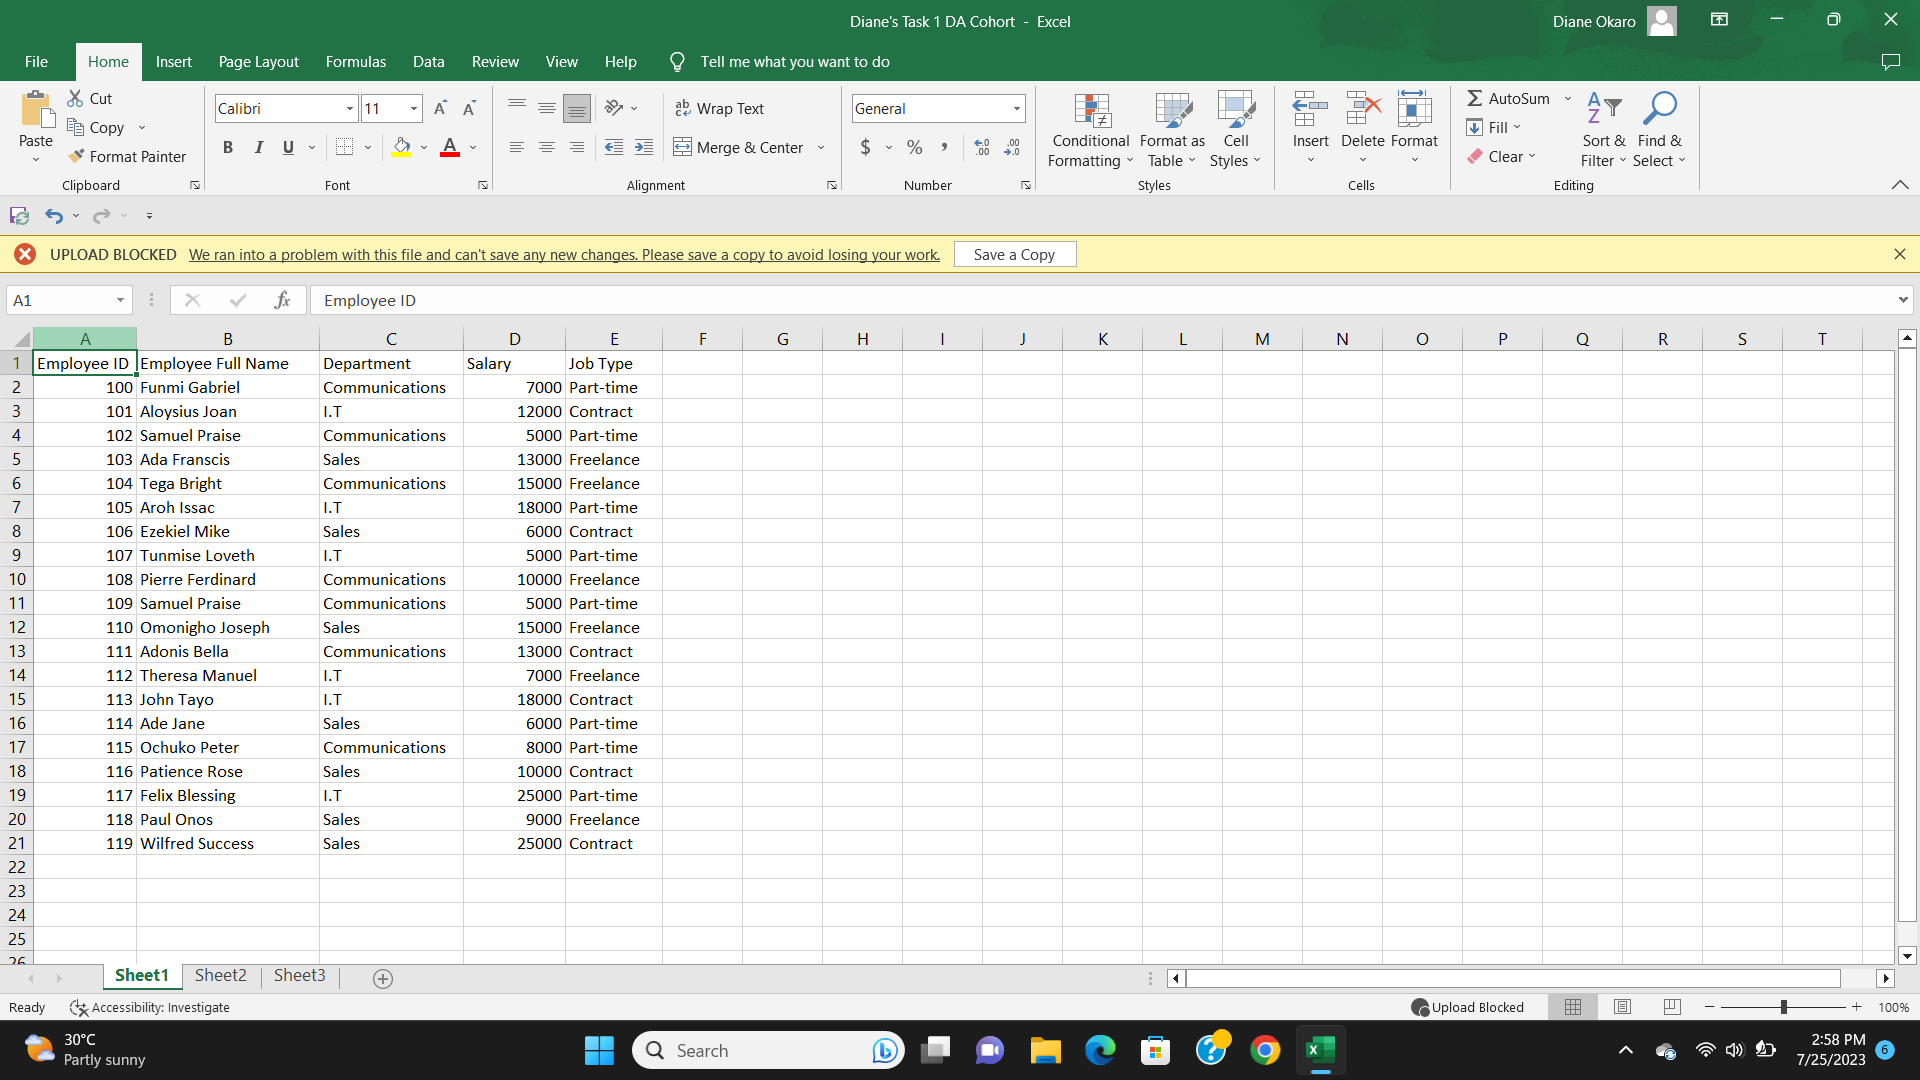 Diane's Task 1 DA Cohort - Excel
Diane Okaro
File Home Insert Page Layout Formulas Data Review View Help Tell me what you want to do
Paste
Cut
Copy
Format Painter
Clipboard
Calibri 11
B I U
Font
Wrap Text
Merge & Center
Alignment
General
$ % ,
Number
Conditional Formatting
Format as Table
Cell Styles
Styles
Insert
Delete
Format
Cells
AutoSum
Fill
Clear
Sort & Filter
Find & Select
Editing
UPLOAD BLOCKED We ran into a problem with this file and can't save any new changes. Please save a copy to avoid losing your work. Save a Copy
A1 fx Employee ID
A B C D E F G H I J K L M N O P Q R S T
1 Employee ID Employee Full Name Department Salary Job Type
2 100 Funmi Gabriel Communications 7000 Part-time
3 101 Aloysius Joan I.T 12000 Contract
4 102 Samuel Praise Communications 5000 Part-time
5 103 Ada Franscis Sales 13000 Freelance
6 104 Tega Bright Communications 15000 Freelance
7 105 Aroh Issac I.T 18000 Part-time
8 106 Ezekiel Mike Sales 6000 Contract
9 107 Tunmise Loveth I.T 5000 Part-time
10 108 Pierre Ferdinard Communications 10000 Freelance
11 109 Samuel Praise Communications 5000 Part-time
12 110 Omonigho Joseph Sales 15000 Freelance
13 111 Adonis Bella Communications 13000 Contract
14 112 Theresa Manuel I.T 7000 Freelance
15 113 John Tayo I.T 18000 Contract
16 114 Ade Jane Sales 6000 Part-time
17 115 Ochuko Peter Communications 8000 Part-time
18 116 Patience Rose Sales 10000 Contract
19 117 Felix Blessing I.T 25000 Part-time
20 118 Paul Onos Sales 9000 Freelance
21 119 Wilfred Success Sales 25000 Contract
22
23
24
25
26
Sheet1 Sheet2 Sheet3
Ready Accessibility: Investigate Upload Blocked 100%
30°C
Partly sunny
Search
2:58 PM
7/25/2023
6